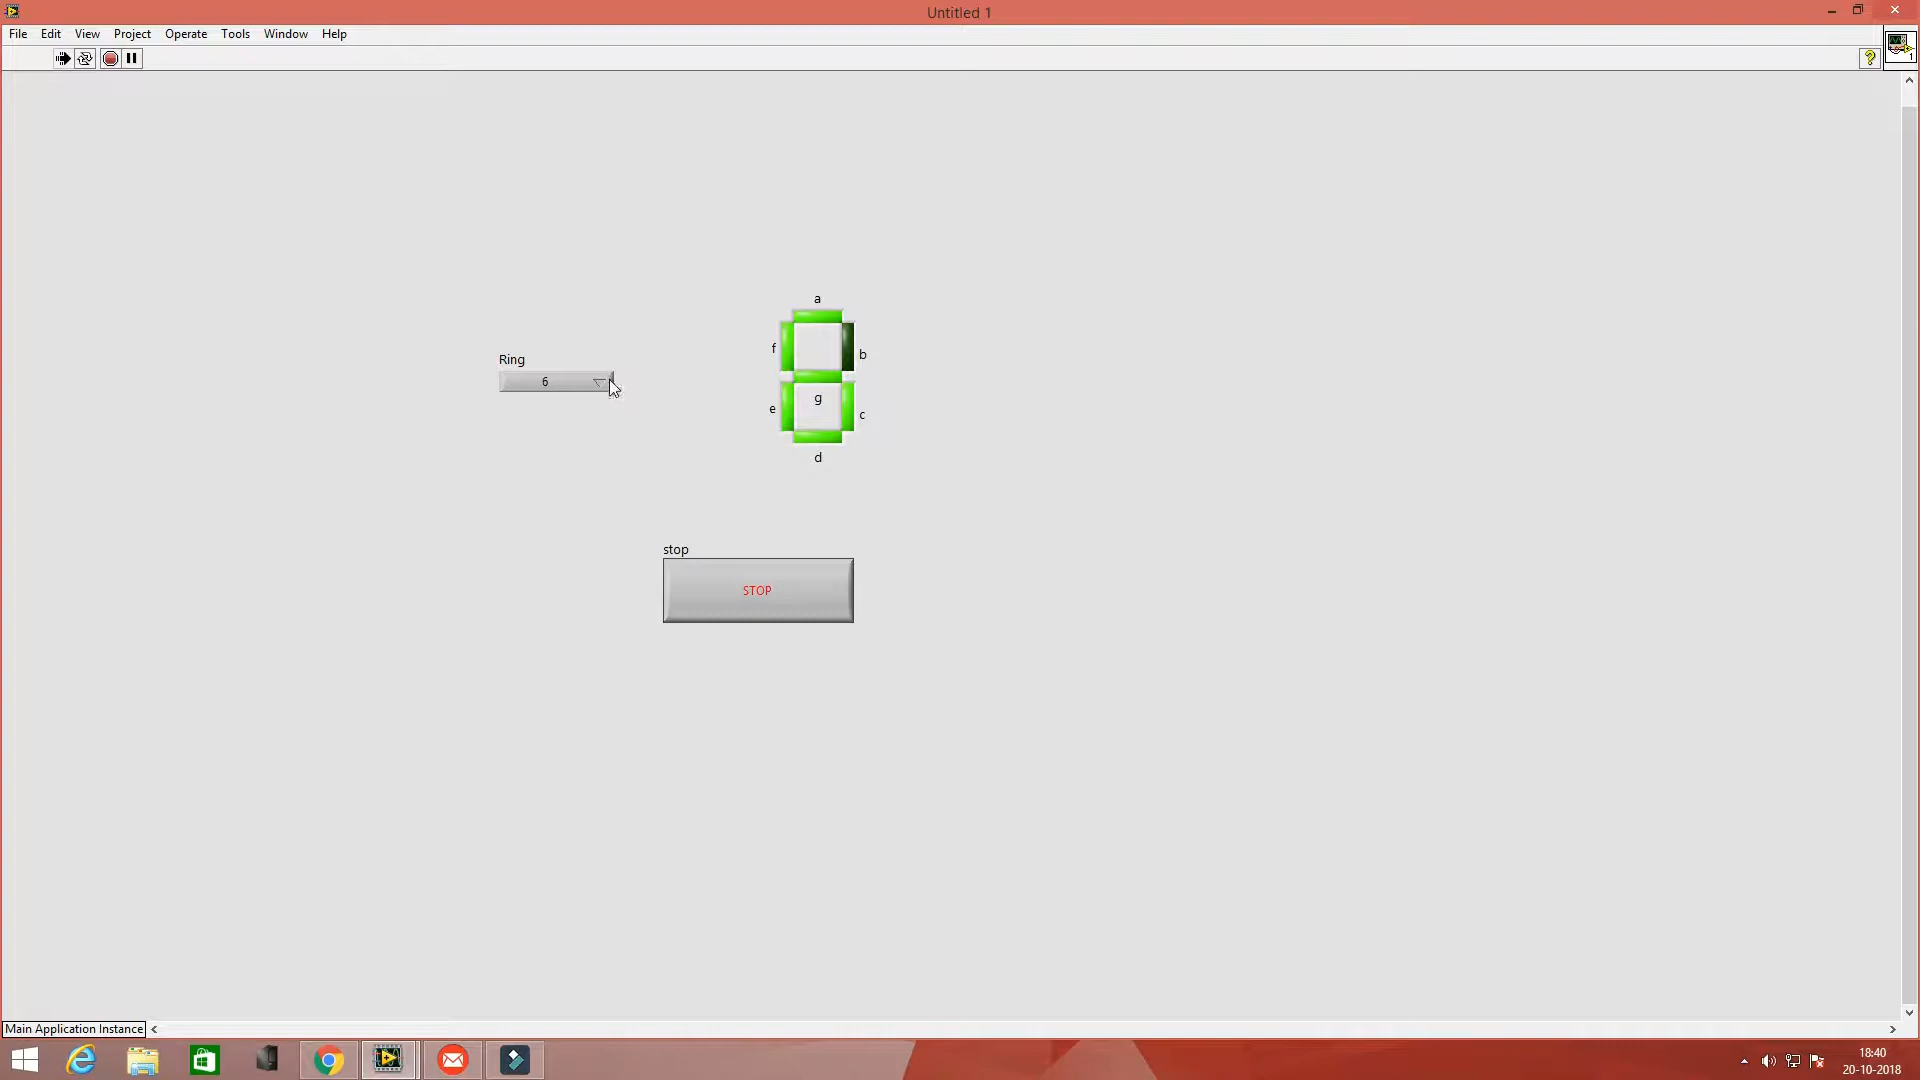 Untitled 1
File Edit View Project Operate Tools Window Help
?
1
a
f
b
Ring
6
g
e
c
d
stop
STOP
Main Application Instance
18:40
20-10-2018